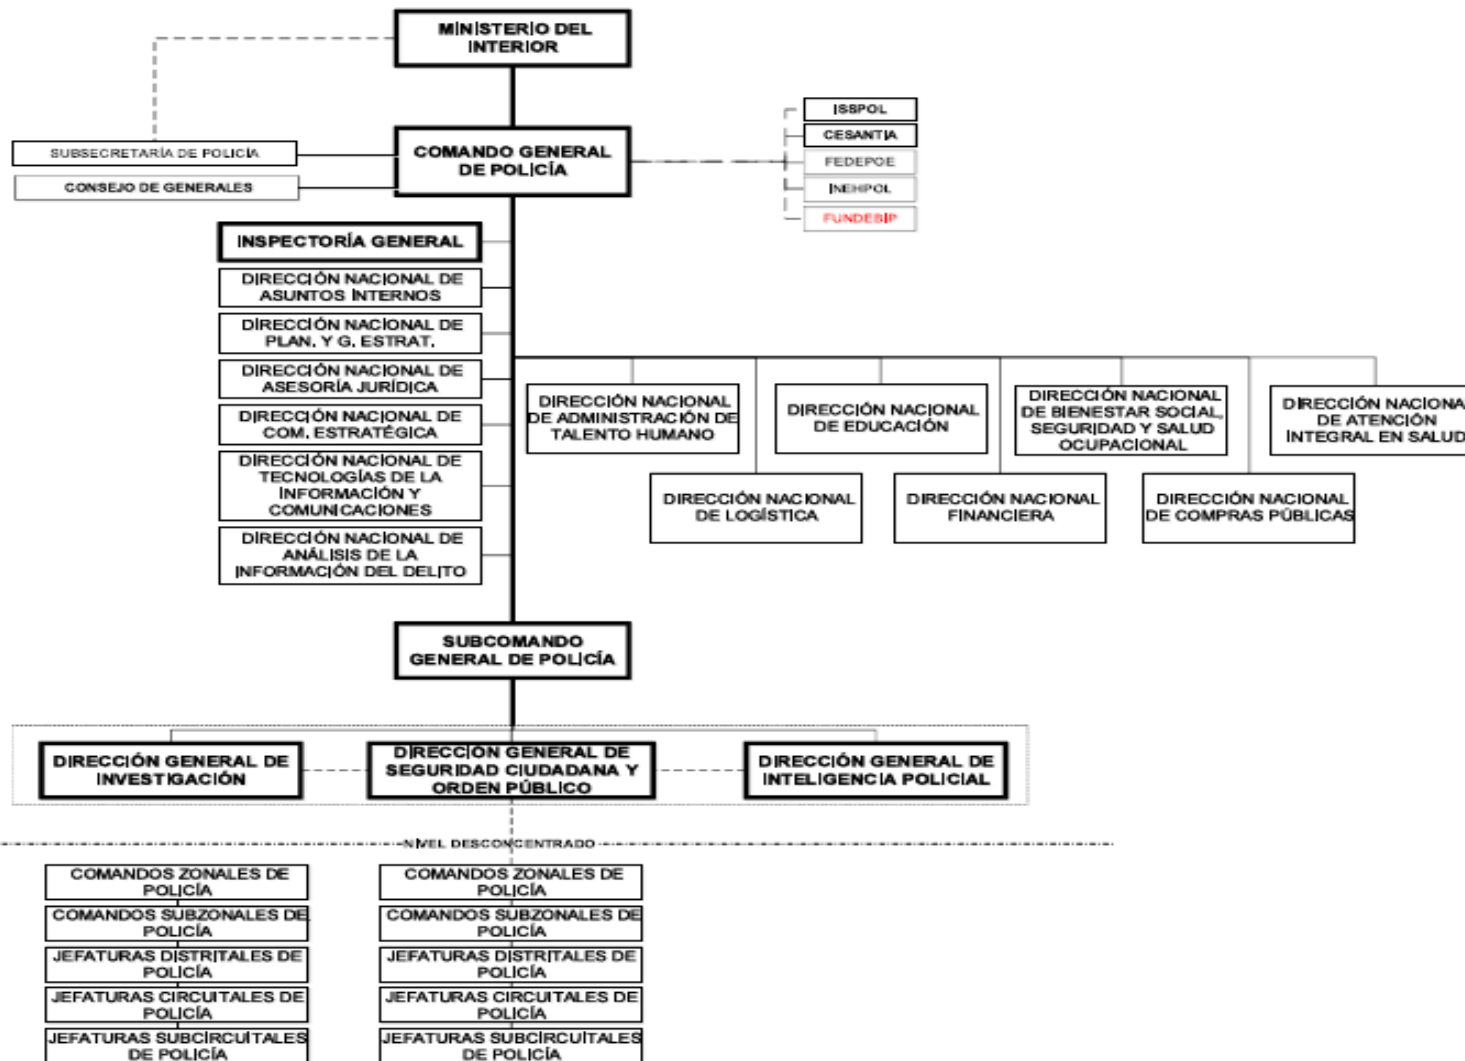 MINISTERIO DEL
INTERIOR
SUBSECRETARÍA DE POLICÍA
CONSEJO DE GENERALES
COMANDO GENERAL
DE POLICÍA
ISSPOL
CESANTIA
FEDEPOE
INEHPOL
FUNDESIP
INSPECTORÍA GENERAL
DIRECCIÓN NACIONAL DE
ASUNTOS INTERNOS
DIRECCIÓN NACIONAL DE
PLAN. Y G. ESTRAT.
DIRECCIÓN NACIONAL DE
ASESORÍA JURÍDICA
DIRECCIÓN NACIONAL DE
COM. ESTRATÉGICA
DIRECCIÓN NACIONAL DE
TECNOLOGÍAS DE LA
INFORMACIÓN Y
COMUNICACIONES
DIRECCIÓN NACIONAL DE
ANÁLISIS DE LA
INFORMACIÓN DEL DELITO
DIRECCIÓN NACIONAL
DE ADMINISTRACIÓN DE
TALENTO HUMANO
DIRECCIÓN NACIONAL
DE EDUCACIÓN
DIRECCIÓN NACIONAL
DE BIENESTAR SOCIAL,
SEGURIDAD Y SALUD
OCUPACIONAL
DIRECCIÓN NACIONA
DE ATENCIÓN
INTEGRAL EN SALUD
DIRECCIÓN NACIONAL
DE LOGÍSTICA
DIRECCIÓN NACIONAL
FINANCIERA
DIRECCIÓN NACIONAL
DE COMPRAS PÚBLICAS
SUBCOMANDO
GENERAL DE POLICÍA
DIRECCIÓN GENERAL DE
INVESTIGACIÓN
DIRECCIÓN GENERAL DE
SEGURIDAD CIUDADANA Y
ORDEN PÚBLICO
DIRECCIÓN GENERAL DE
INTELIGENCIA POLICIAL
NIVEL DESCONCENTRADO
COMANDOS ZONALES DE
POLICÍA
COMANDOS SUBZONALES DE
POLICÍA
JEFATURAS DISTRITALES DE
POLICÍA
JEFATURAS CIRCUITALES DE
POLICÍA
JEFATURAS SUBCIRCUITALES
DE POLICÍA
COMANDOS ZONALES DE
POLICÍA
COMANDOS SUBZONALES DE
POLICÍA
JEFATURAS DISTRITALES DE
POLICÍA
JEFATURAS CIRCUITALES DE
POLICÍA
JEFATURAS SUBCIRCUITALES
DE POLICÍA